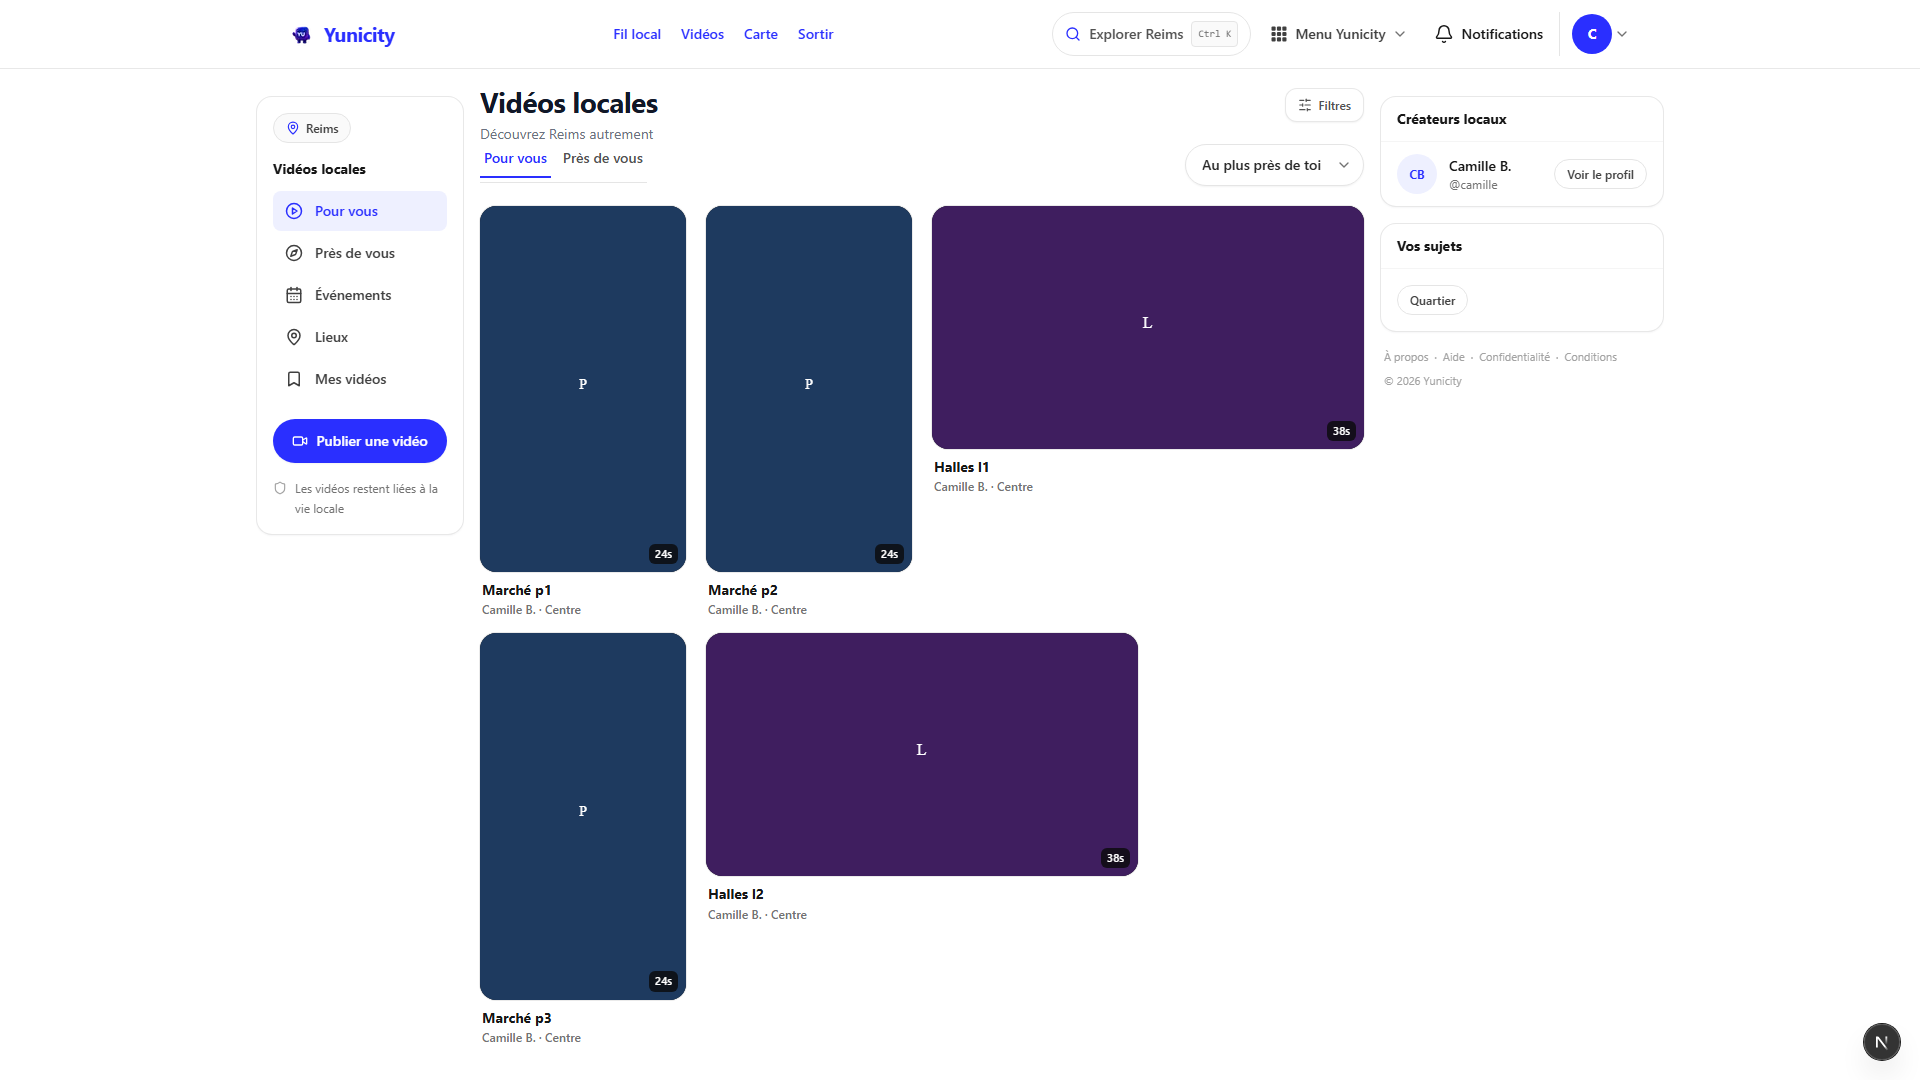 Yunicity
Fil local
Vidéos
Carte
Sortir
Explorer Reims
Ctrl K
Menu Yunicity
Notifications
C
Reims
Vidéos locales
Pour vous
Près de vous
Événements
Lieux
Mes vidéos
Publier une vidéo
Les vidéos restent liées à la
vie locale
Vidéos locales
Découvrez Reims autrement
Filtres
Pour vous
Près de vous
Au plus près de toi
P
24s
Marché p1
Camille B. · Centre
P
24s
Marché p2
Camille B. · Centre
L
38s
Halles l1
Camille B. · Centre
P
24s
Marché p3
Camille B. · Centre
L
38s
Halles l2
Camille B. · Centre
Créateurs locaux
CB
Camille B.
@camille
Voir le profil
Vos sujets
Quartier
À propos · Aide · Confidentialité · Conditions
© 2026 Yunicity
N